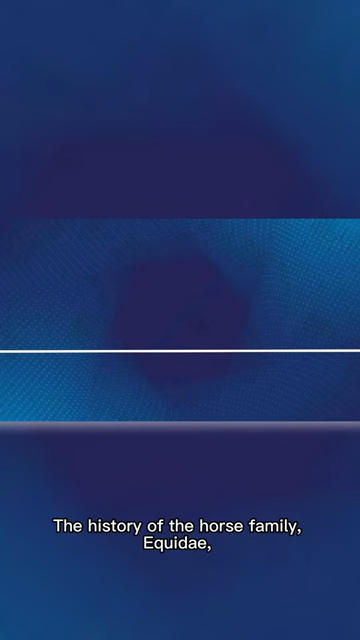 The history of the horse family,
Equidae,